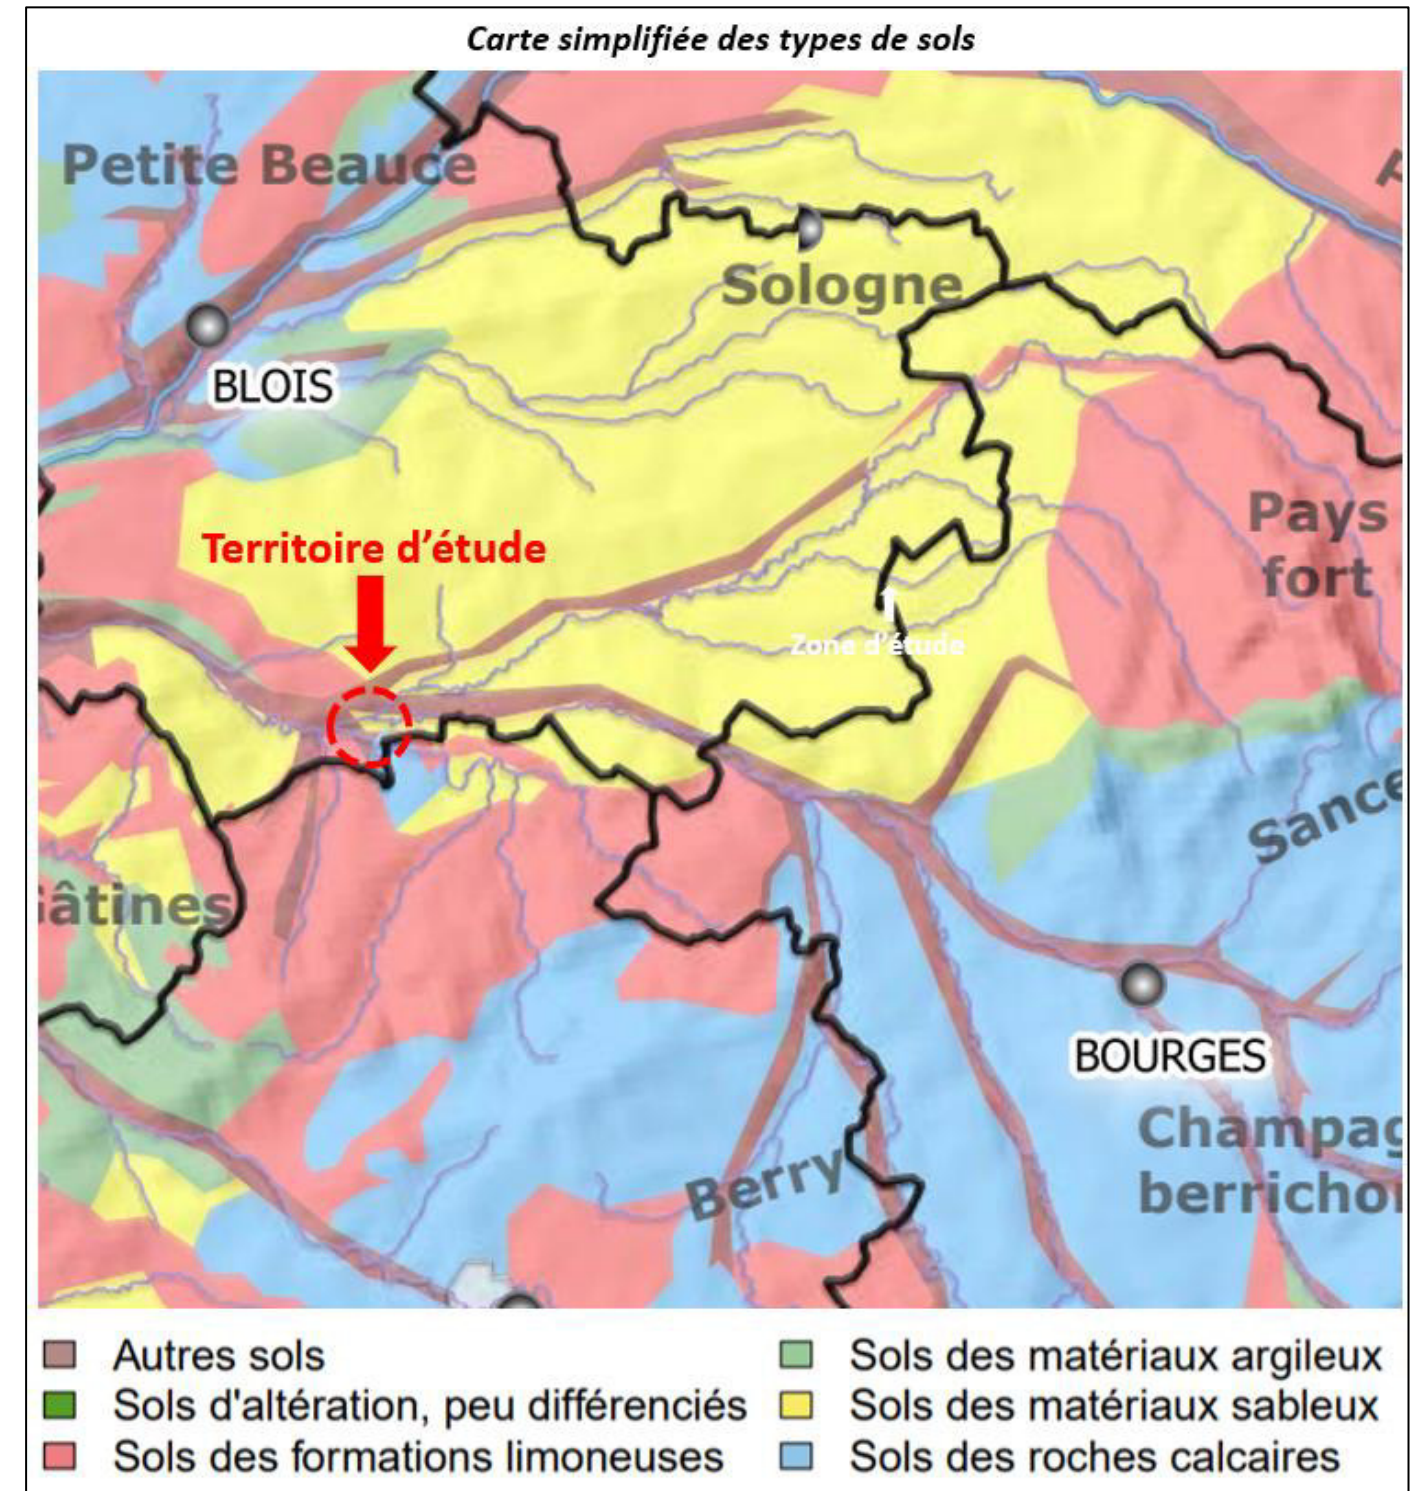 Carte simplifiée des types de sols
Petite Beauce
Sologne
BLOIS
Pays
fort
Territoire d'étude
Zone d'étude
Sance
âtines
BOURGES
Champag
berricho
Berry
Autres sols
Sols d'altération, peu différenciés
Sols des formations limoneuses
Sols des matériaux argileux
Sols des matériaux sableux
Sols des roches calcaires